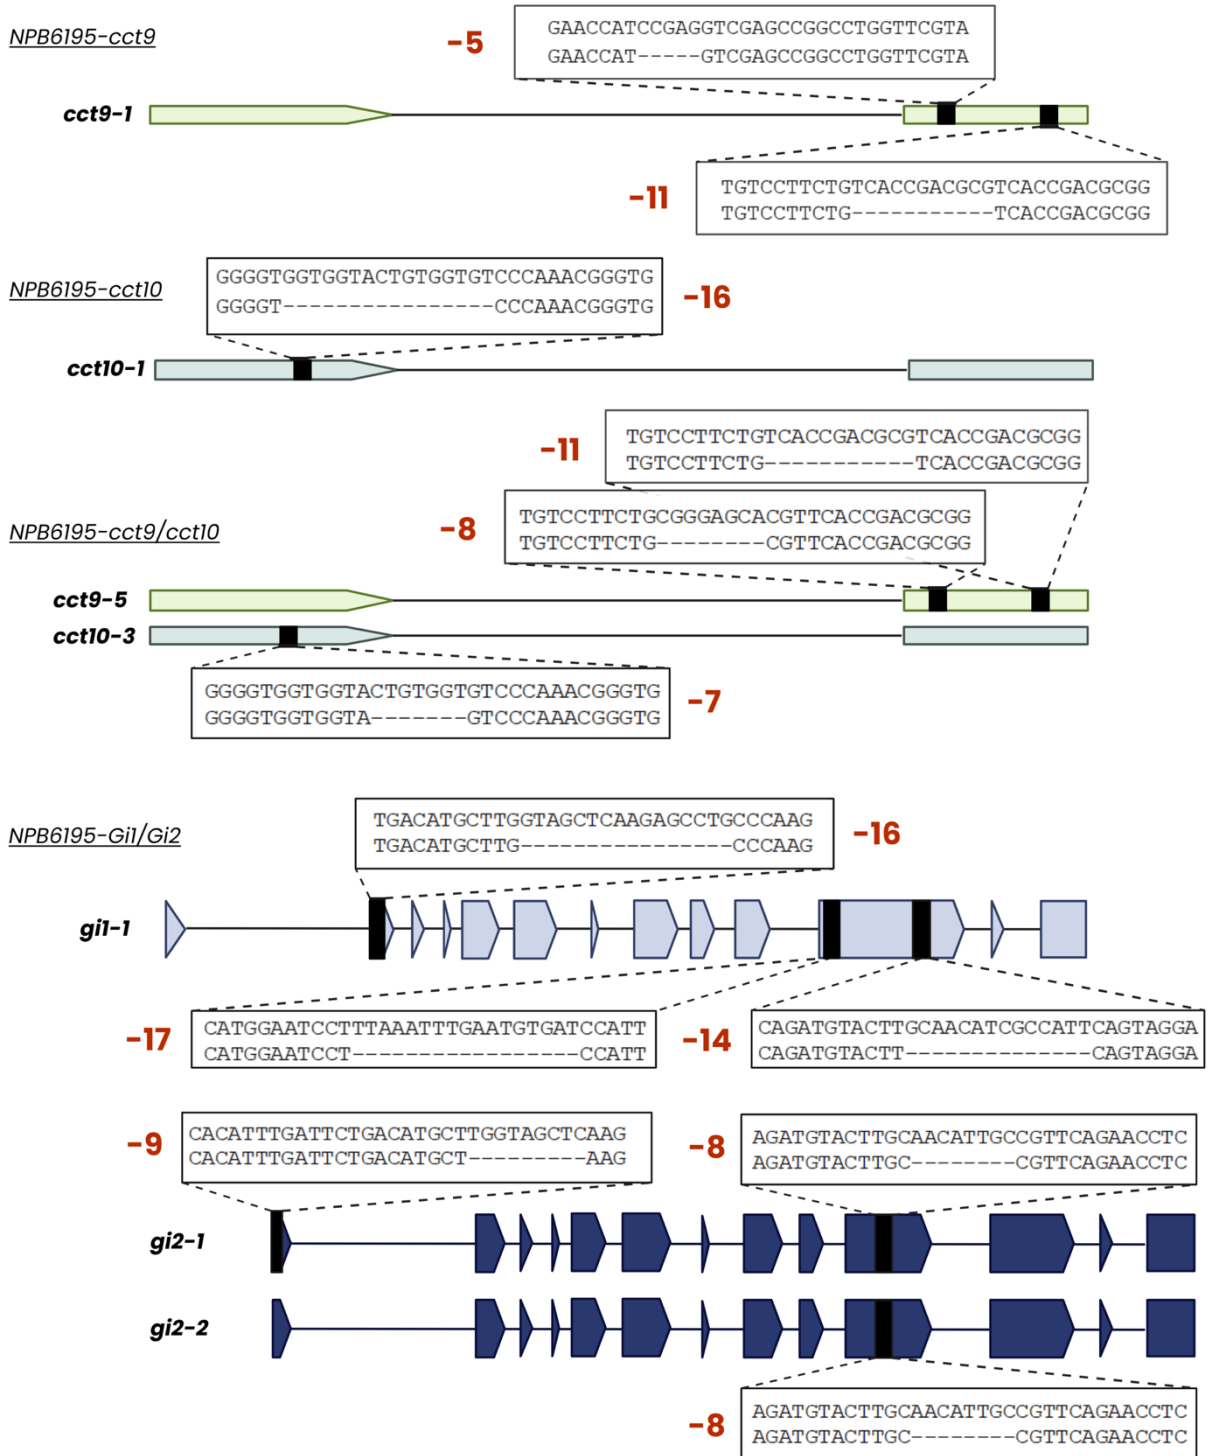 NPB6195-cct9
-5
GAACCATCCGAGGTCGAGCCGGCCTGGTTCGTA
GAACCAT-----GTCGAGCCGGCCTGGTTCGTA
cct9-1
-11
TGTCCTTCTGTCACCGACGCGTCACCGACGCGG
TGTCCTTCTG-----------TCACCGACGCGG
NPB6195-cct10
GGGGTGGTGGTACTGTGGTGTCCCAAACGGGTG
GGGGT----------------CCCAAACGGGTG
-16
cct10-1
-11
TGTCCTTCTGTCACCGACGCGTCACCGACGCGG
TGTCCTTCTG-----------TCACCGACGCGG
NPB6195-cct9/cct10
-8
TGTCCTTCTGCGGGAGCACGTTCACCGACGCGG
TGTCCTTCTG--------CGTTCACCGACGCGG
cct9-5
cct10-3
GGGGTGGTGGTACTGTGGTGTCCCAAACGGGTG
GGGGTGGTGGTA-------GTCCCAAACGGGTG
-7
NPB6195-Gi1/Gi2
TGACATGCTTGGTAGCTCAAGAGCCTGCCCAAG
TGACATGCTTG----------------CCCAAG
-16
gi1-1
-17
CATGGAATCCTTTAAATTTGAATGTGATCCATT
CATGGAATCCT-----------------CCATT
-14
CAGATGTACTTGCAACATCGCCATTCAGTAGGA
CAGATGTACTT--------------CAGTAGGA
-9
CACATTTGATTCTGACATGCTTGGTAGCTCAAG
CACATTTGATTCTGACATGCT---------AAG
-8
AGATGTACTTGCAACATTGCCGTTCAGAACCTC
AGATGTACTTGC--------CGTTCAGAACCTC
gi2-1
gi2-2
-8
AGATGTACTTGCAACATTGCCGTTCAGAACCTC
AGATGTACTTGC--------CGTTCAGAACCTC